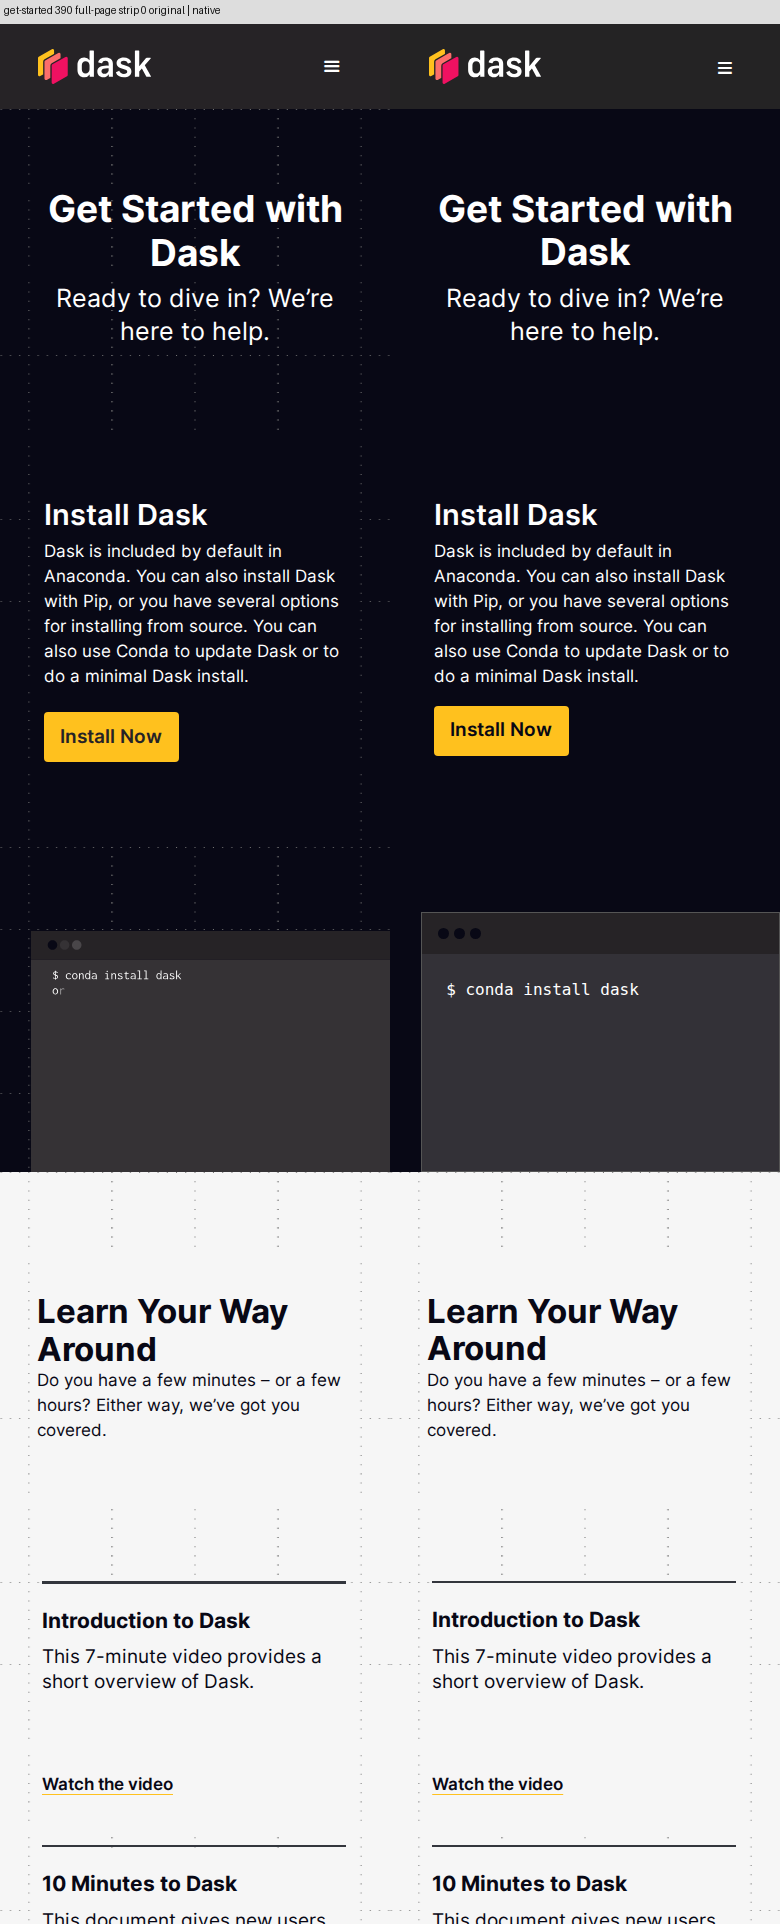 get-started 390 full-page strip 0 original | native
dask
Get Started with
Dask
Ready to dive in? We’re
here to help.
Install Dask
Dask is included by default in
Anaconda. You can also install Dask
with Pip, or you have several options
for installing from source. You can
also use Conda to update Dask or to
do a minimal Dask install.
Install Now
$ conda install dask
or
Learn Your Way
Around
Do you have a few minutes – or a few
hours? Either way, we’ve got you
covered.
Introduction to Dask
This 7-minute video provides a
short overview of Dask.
Watch the video
10 Minutes to Dask
This document gives new users
dask
Get Started with
Dask
Ready to dive in? We’re
here to help.
Install Dask
Dask is included by default in
Anaconda. You can also install Dask
with Pip, or you have several options
for installing from source. You can
also use Conda to update Dask or to
do a minimal Dask install.
Install Now
$ conda install dask
Learn Your Way
Around
Do you have a few minutes – or a few
hours? Either way, we’ve got you
covered.
Introduction to Dask
This 7-minute video provides a
short overview of Dask.
Watch the video
10 Minutes to Dask
This document gives new users